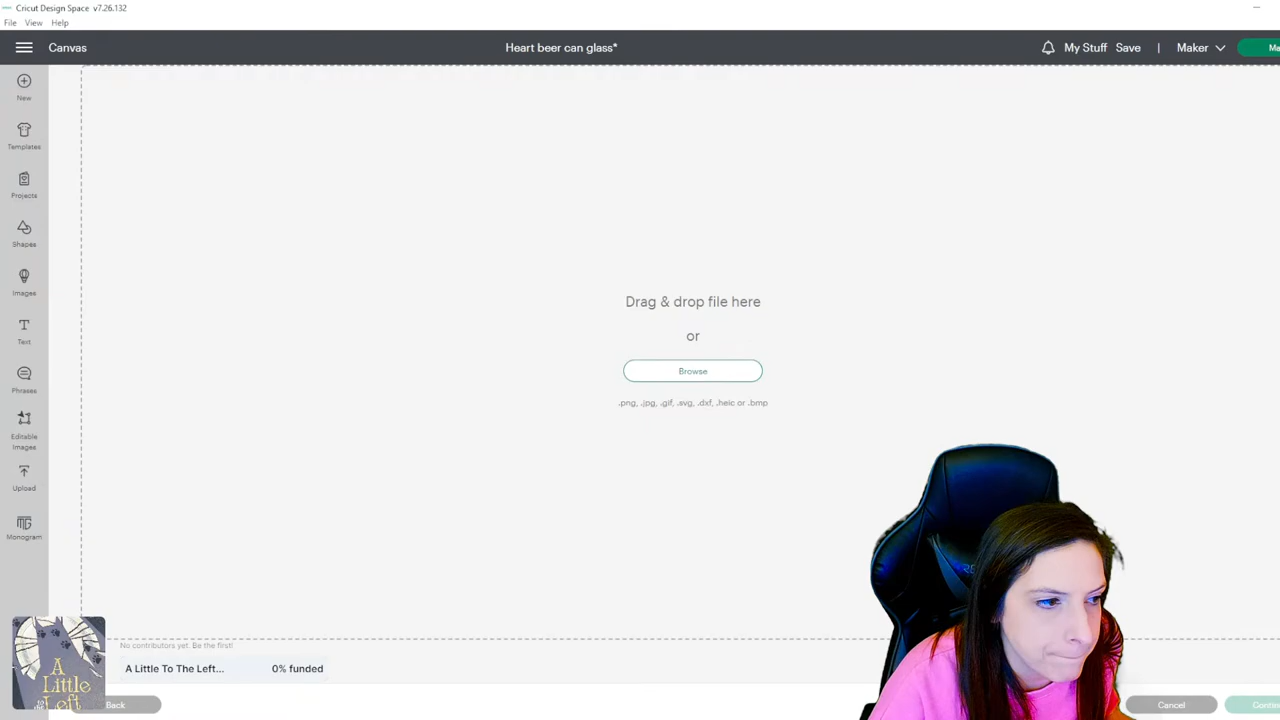 Cricut Design Space v7.26.132
File View Help
Canvas
Heart beer can glass*
My Stuff Save | Maker
New
Templates
Projects
Shapes
Images
Text
Phrases
Editable
Images
Upload
Monogram
Drag & drop file here
or
Browse
.png, .jpg, .gif, .svg, .dxf, .heic or .bmp
No contributors yet. Be the first!
A Little To The Left...
0% funded
A
Little
Left
Back
Cancel